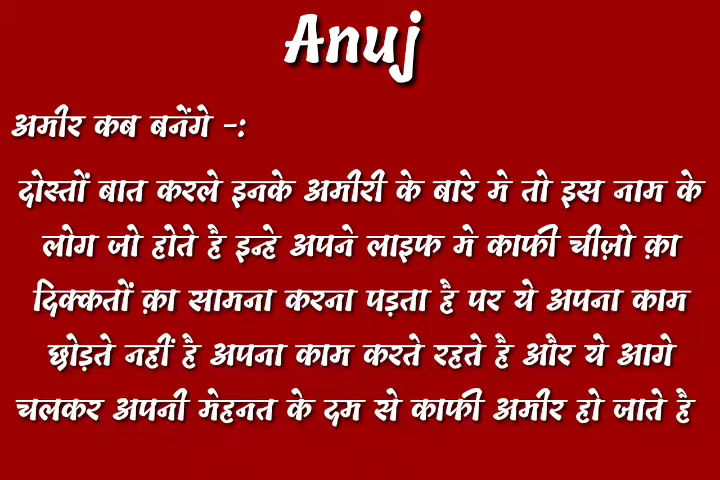 Anuj
अमीर कब बनेंगे -:
दोस्तों बात करले इनके अमीरी के बारे मे तो इस नाम के
लोग जो होते है इन्हे अपने लाइफ मे काफी चीज़ो क़ा
दिक्कतों क़ा सामना करना पड़ता है पर ये अपना काम
छोड़ते नहीं है अपना काम करते रहते है और ये आगे
चलकर अपनी मेहनत के दम से काफी अमीर हो जाते है